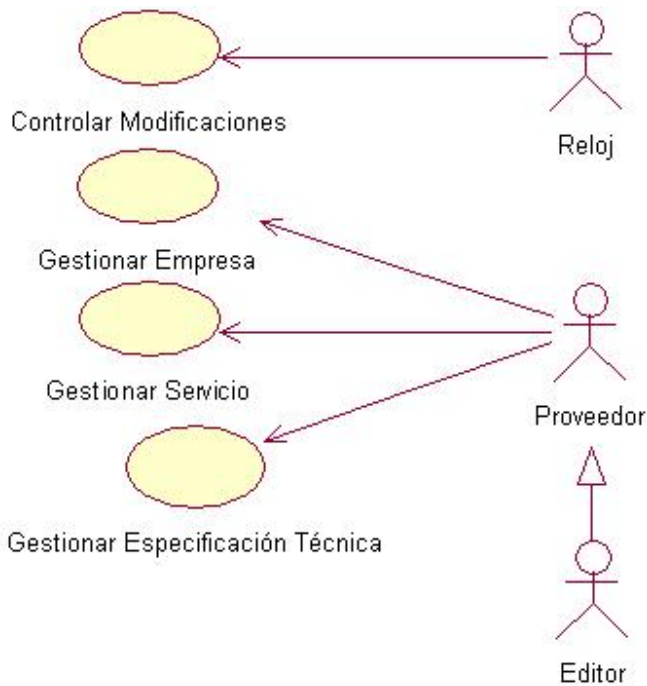 Controlar Modificaciones
Reloj
Gestionar Empresa
Gestionar Servicio
Proveedor
Gestionar Especificación Técnica
Editor